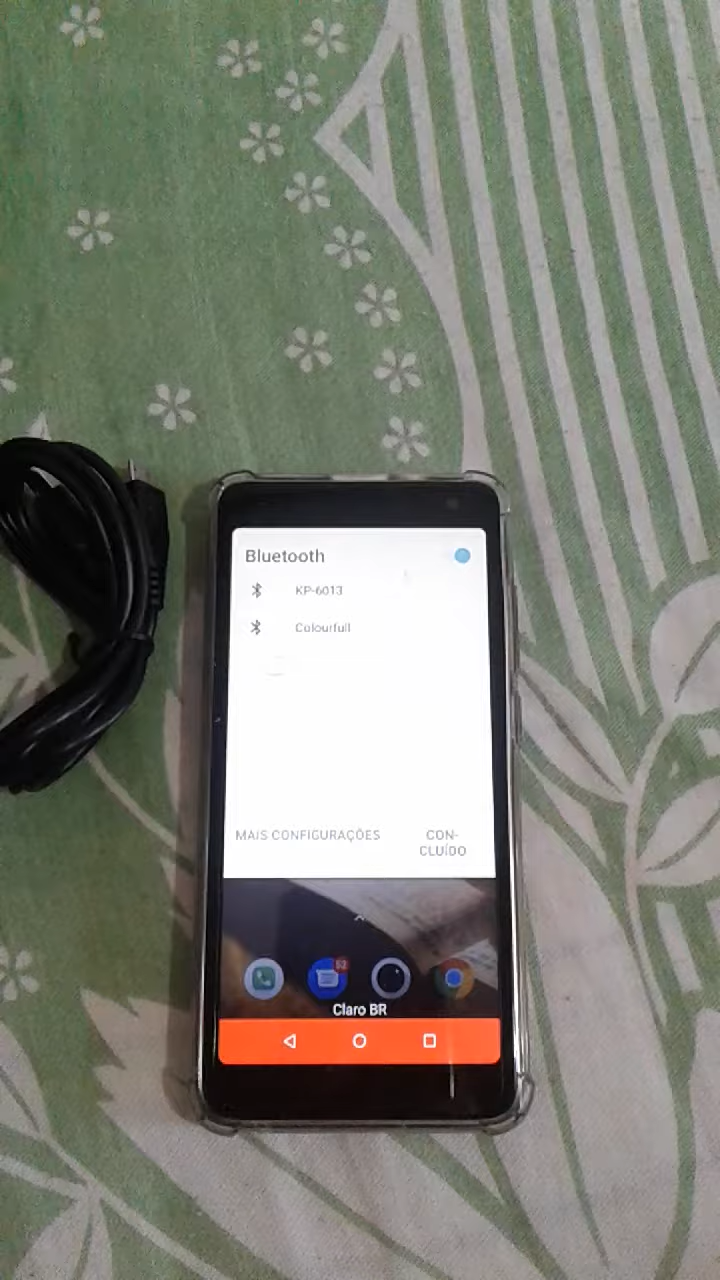 Bluetooth
KP-6013
Colourfull
MAIS CONFIGURAÇÕES
CON-
CLUÍDO
52
Claro BR